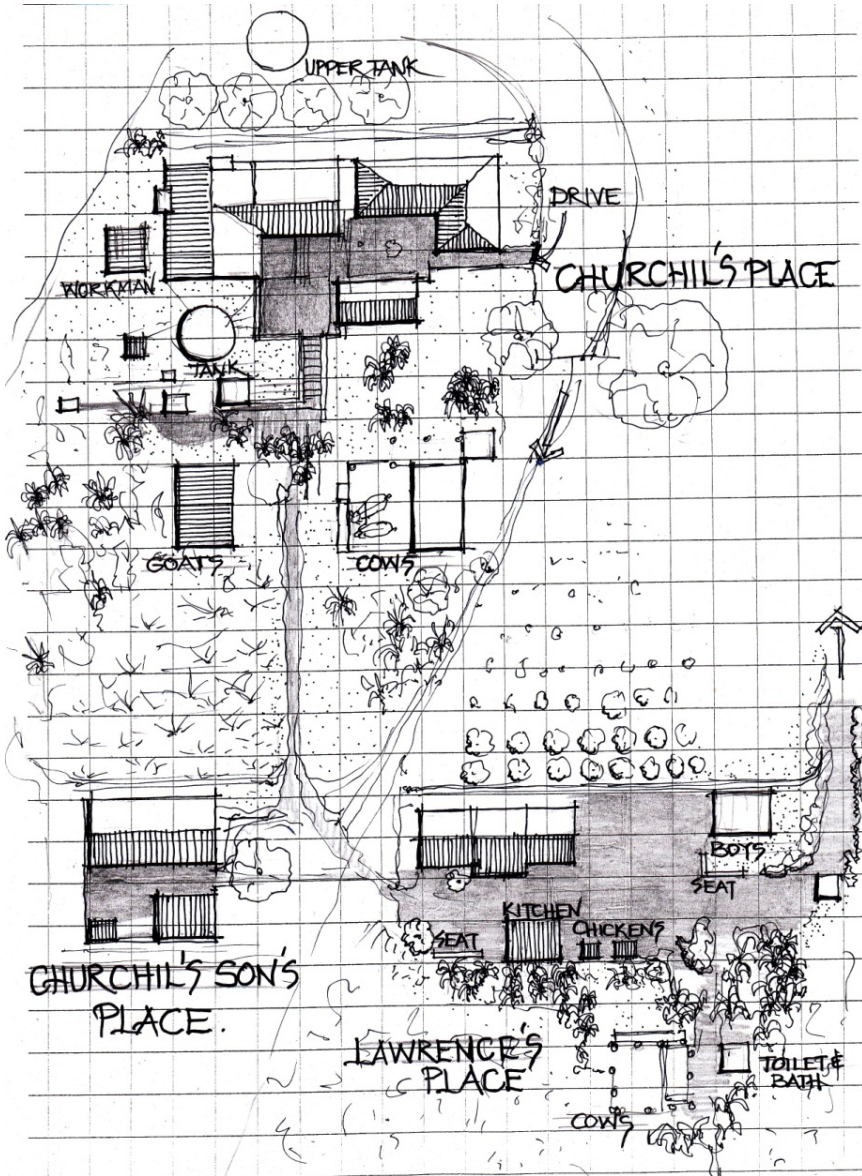 UPPER TANK
DRIVE
CHURCHIL'S PLACE
WORKMAN
TANK
GOATS
COWS
BOYS
SEAT
KITCHEN
SEAT
CHICKENS
CHURCHIL'S SON'S
PLACE.
LAWRENCE'S
PLACE
TOILET &
BATH
COWS